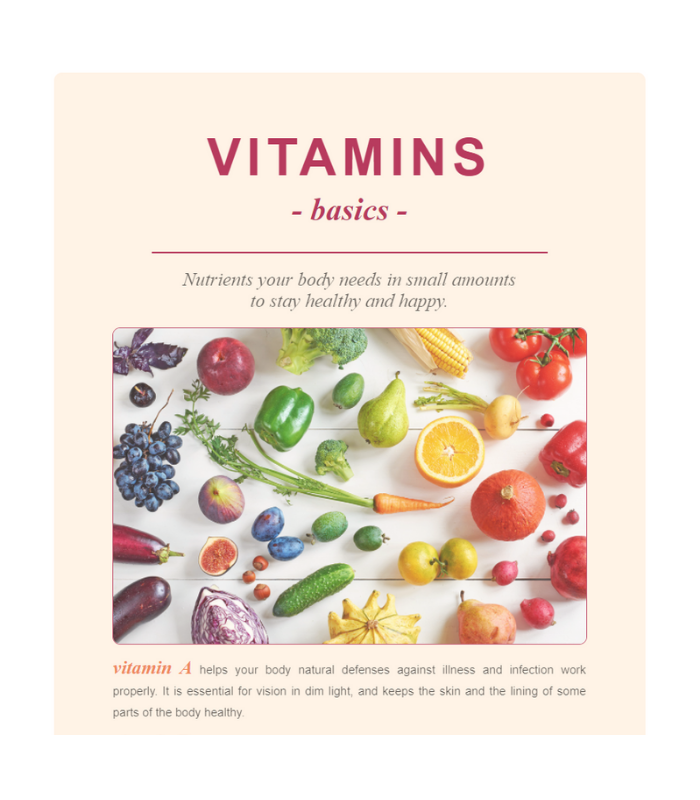 VITAMINS
- basics -
Nutrients your body needs in small amounts
to stay healthy and happy.
vitamin A helps your body natural defenses against illness and infection work
properly. It is essential for vision in dim light, and keeps the skin and the lining of some
parts of the body healthy.